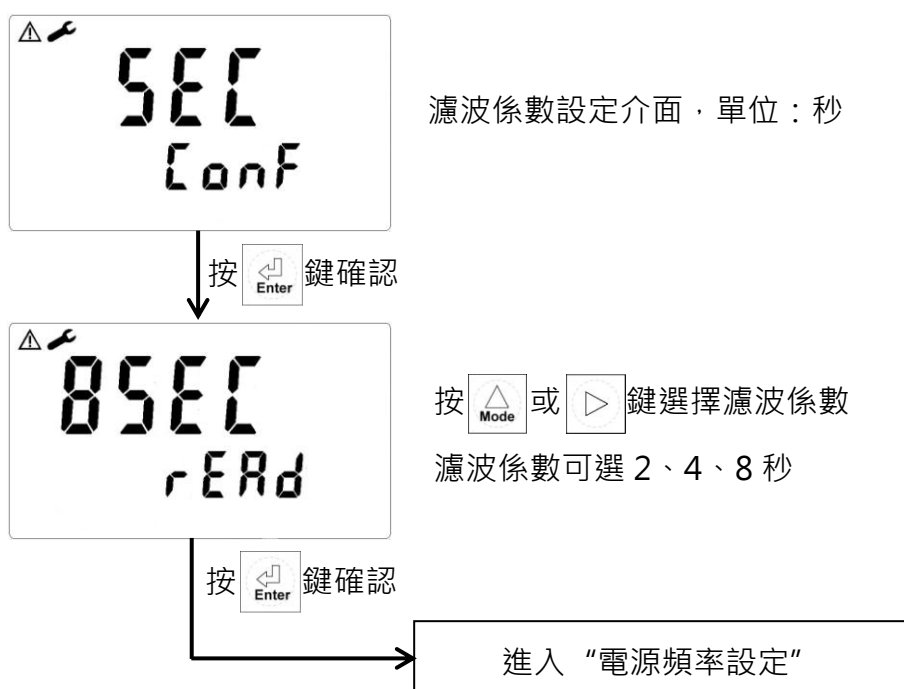 SEC
ConF
濾波係數設定介面，單位：秒
按 Enter 鍵確認
8SEC
rEAd
按 Mode 或 鍵選擇濾波係數
濾波係數可選 2、4、8 秒
按 Enter 鍵確認
進入 “電源頻率設定”